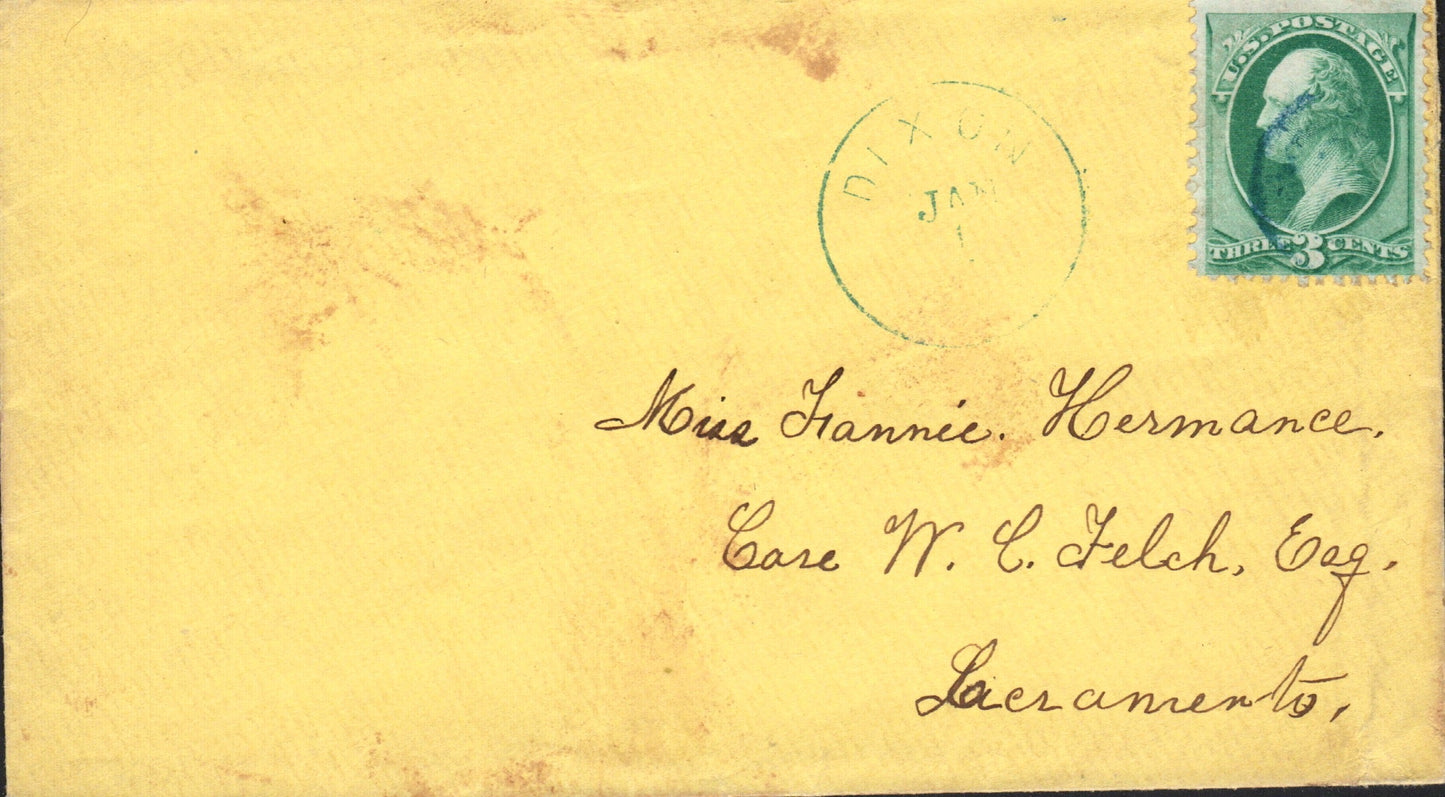 U.S. POSTAGE
THREE 3 CENTS
DIXON
JAN
1
Miss Fannie. Hermance.
Care W. C. Felch, Esq.
Sacramento,